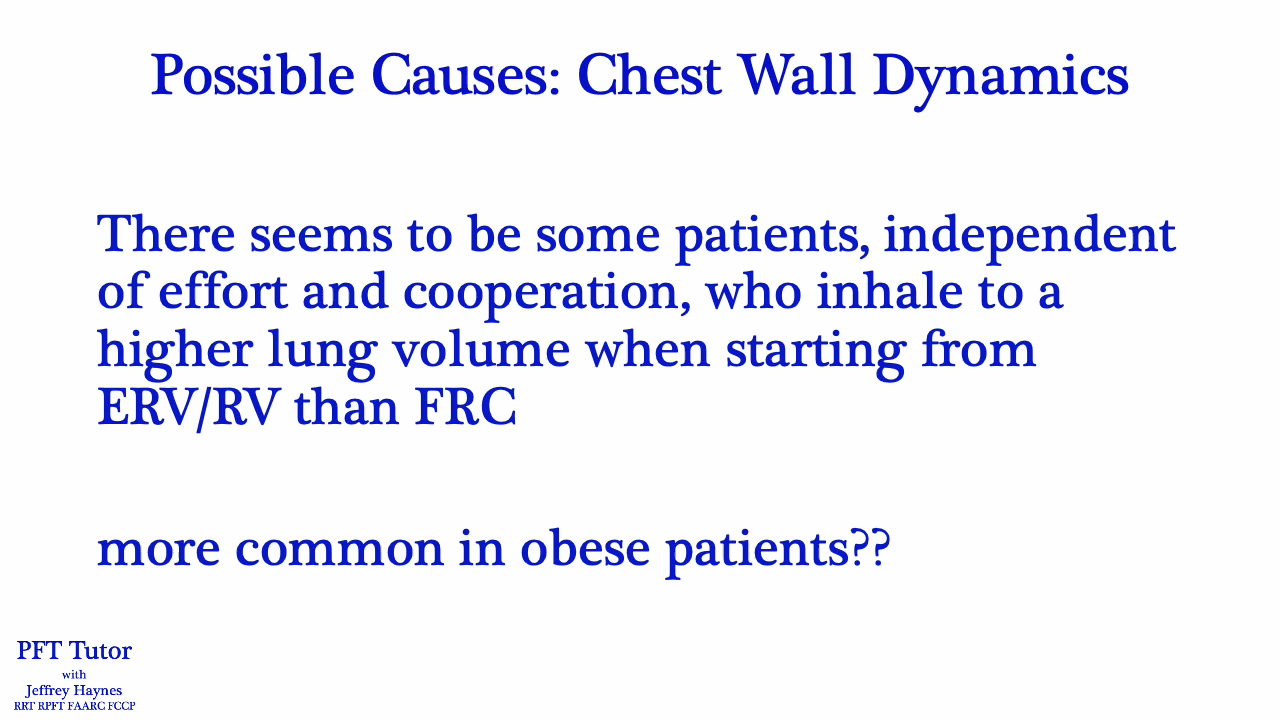 Possible Causes: Chest Wall Dynamics
There seems to be some patients, independent
of effort and cooperation, who inhale to a
higher lung volume when starting from
ERV/RV than FRC
more common in obese patients??
PFT Tutor
with
Jeffrey Haynes
RRT RPFT FAARC FCCP